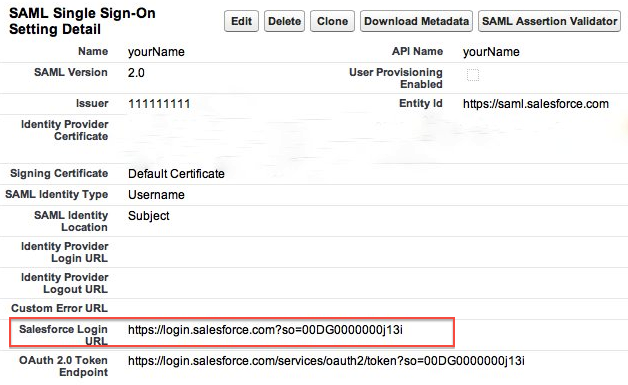 SAML Single Sign-On
Setting Detail
Edit Delete Clone Download Metadata SAML Assertion Validator
Name yourName API Name yourName
SAML Version 2.0 User Provisioning
Enabled
Issuer 111111111 Entity Id https://saml.salesforce.com
Identity Provider
Certificate
Signing Certificate Default Certificate
SAML Identity Type Username
SAML Identity Subject
Location
Identity Provider
Login URL
Identity Provider
Logout URL
Custom Error URL
Salesforce Login https://login.salesforce.com?so=00DG0000000j13i
URL
OAuth 2.0 Token https://login.salesforce.com/services/oauth2/token?so=00DG0000000j13i
Endpoint